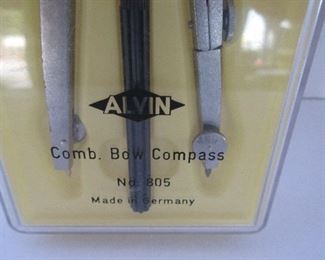 ALVIN
Comb. Bow Compass
No. 805
Made in Germany